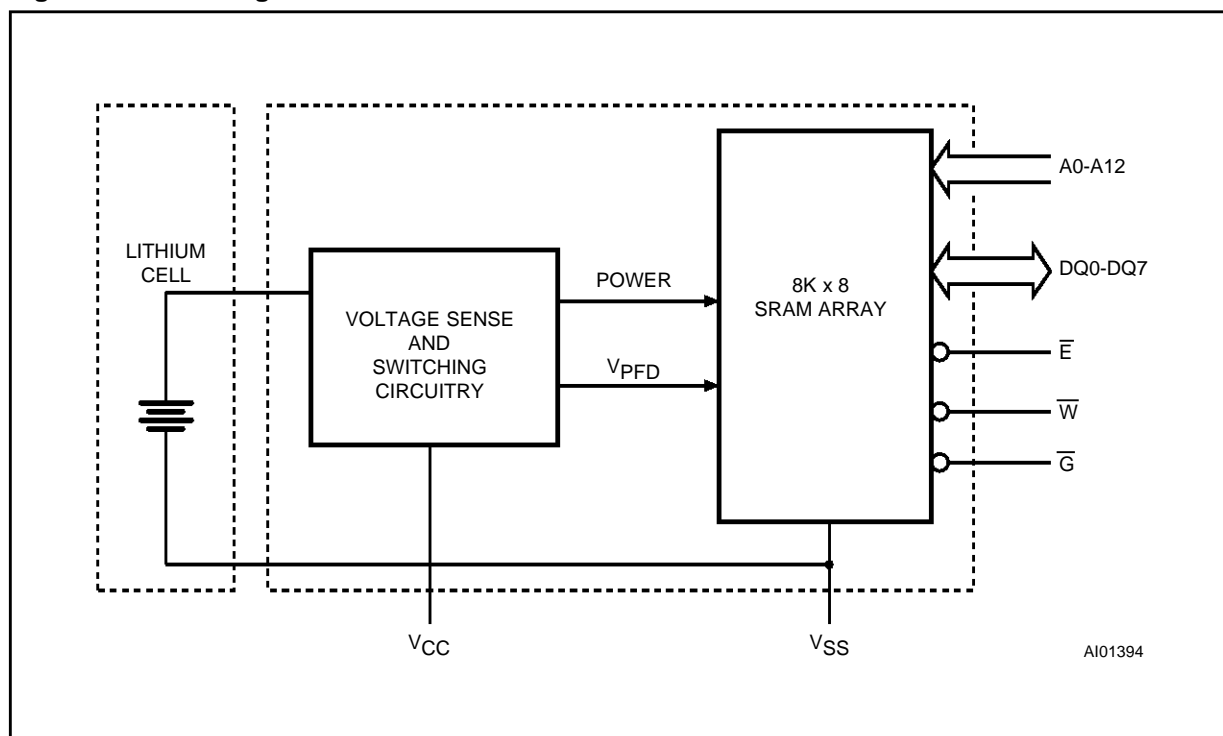 LITHIUM
CELL
VOLTAGE SENSE
AND
SWITCHING
CIRCUITRY
POWER
VPFD
8K x 8
SRAM ARRAY
A0-A12
DQ0-DQ7
E̅
W̅
G̅
VCC
VSS
AI01394